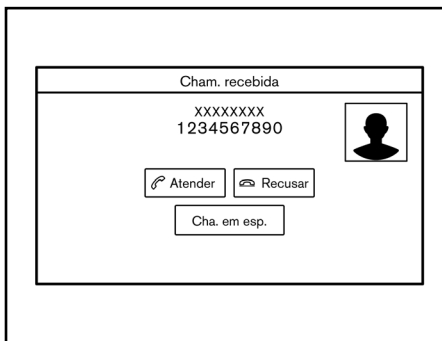 Cham. recebida
XXXXXXXX
1234567890
Atender
Recusar
Cha. em esp.